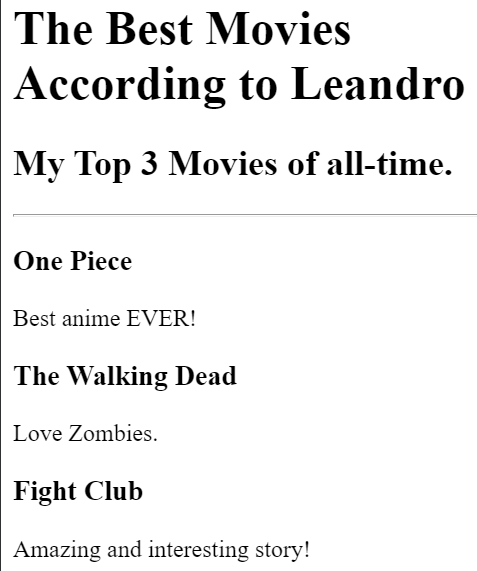 The Best Movies
According to Leandro
My Top 3 Movies of all-time.
One Piece
Best anime EVER!
The Walking Dead
Love Zombies.
Fight Club
Amazing and interesting story!